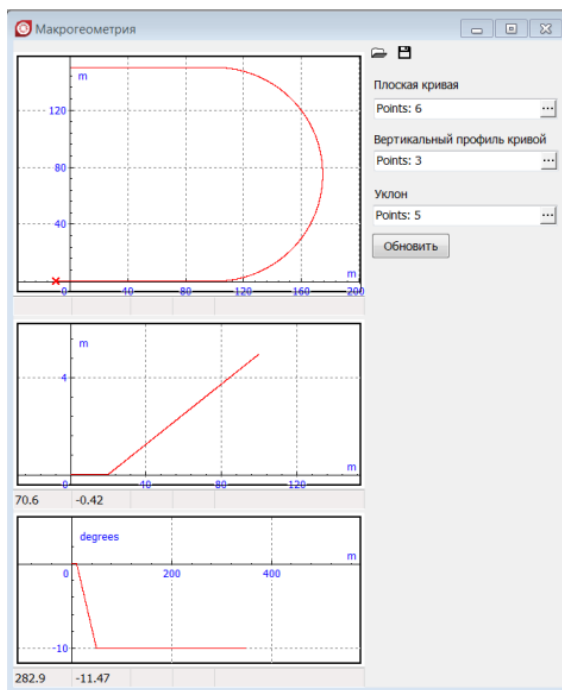 Макрогеометрия
m
120
80
40
m
0 40 80 120 160 200
Плоская кривая
Points: 6 ...
Вертикальный профиль кривой
Points: 3 ...
Уклон
Points: 5 ...
Обновить
m
4
m
0 40 80 120
70.6 -0.42
degrees
m
0 200 400
-10
282.9 -11.47